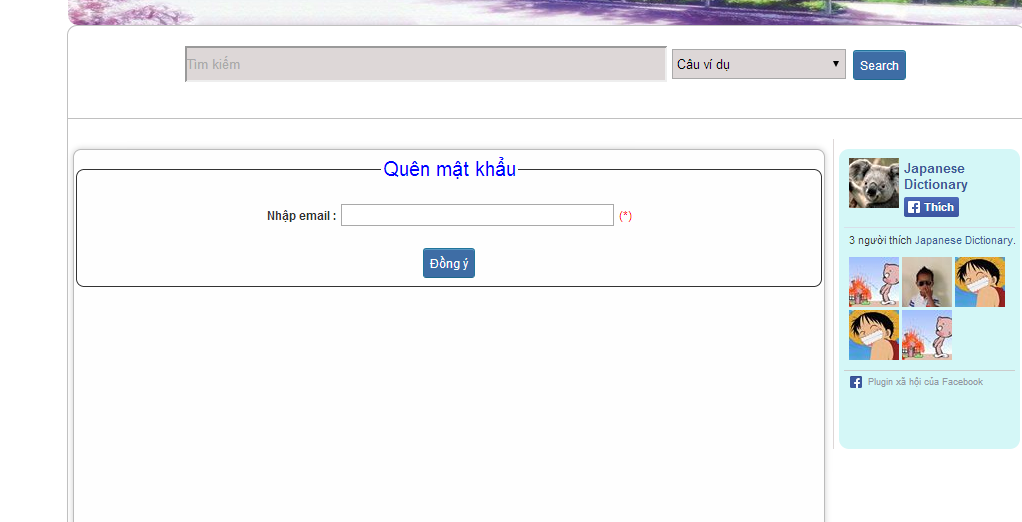 Tìm kiếm
Câu ví dụ
Search
Quên mật khẩu
Nhập email : (*)
Đồng ý
Japanese
Dictionary
Thích
3 người thích Japanese Dictionary.
Plugin xã hội của Facebook